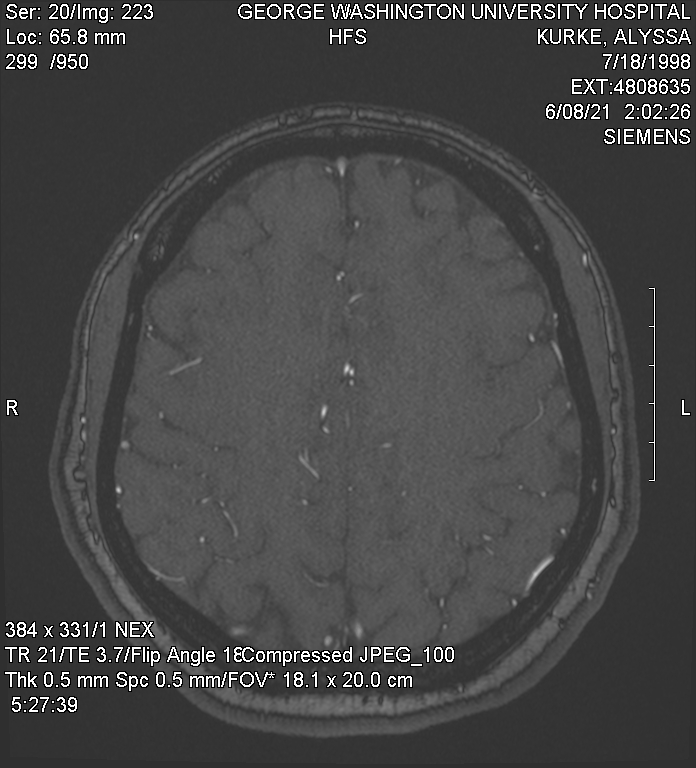 Ser: 20/Img: 223
Loc: 65.8 mm
299 /950
HFS
GEORGE WASHINGTON UNIVERSITY HOSPITAL
KURKE, ALYSSA
7/18/1998
EXT:4808635
6/08/21 2:02:26
SIEMENS
R
L
384 x 331/1 NEX
TR 21/TE 3.7/Flip Angle 18Compressed JPEG_100
Thk 0.5 mm Spc 0.5 mm/FOV* 18.1 x 20.0 cm
5:27:39